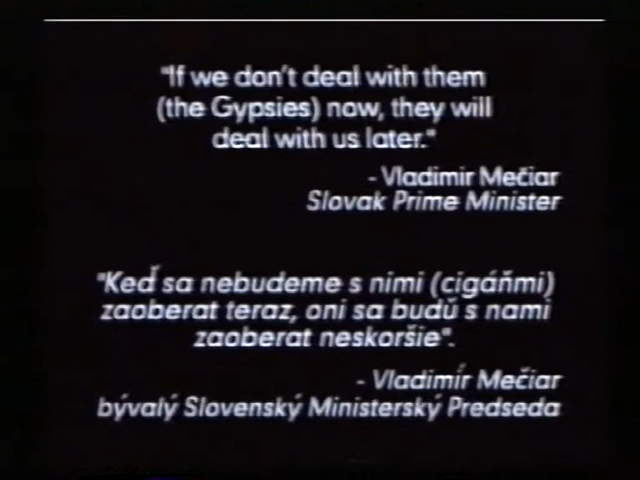 "If we don't deal with them
(the Gypsies) now, they will
deal with us later."
- Vladimir Mečiar
Slovak Prime Minister
"Keď sa nebudeme s nimi (cigáňmi)
zaoberat teraz, oni sa budŭ s nami
zaoberat neskoršie".
- Vladimír Mečiar
bývalý Slovenský Ministerský Predseda